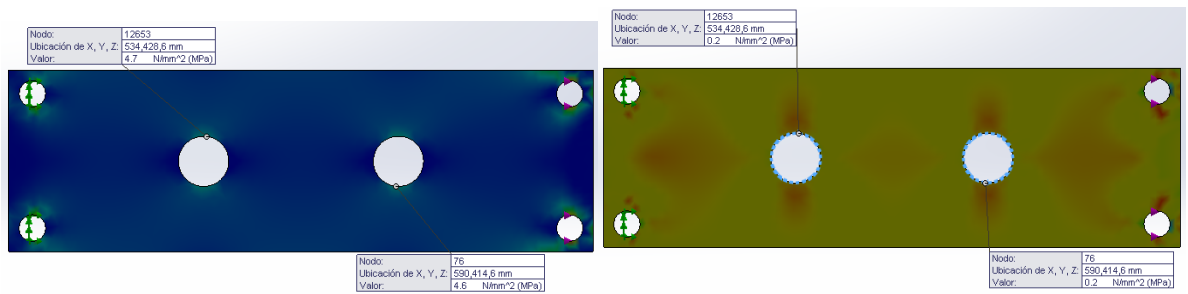 Nodo: 12653
Ubicación de X, Y, Z: 534,428,6 mm
Valor: 4.7 N/mm^2 (MPa)
Nodo: 76
Ubicación de X, Y, Z: 590,414,6 mm
Valor: 4.6 N/mm^2 (MPa)
Nodo: 12653
Ubicación de X, Y, Z: 534,428,6 mm
Valor: 0.2 N/mm^2 (MPa)
Nodo: 76
Ubicación de X, Y, Z: 590,414,6 mm
Valor: 0.2 N/mm^2 (MPa)